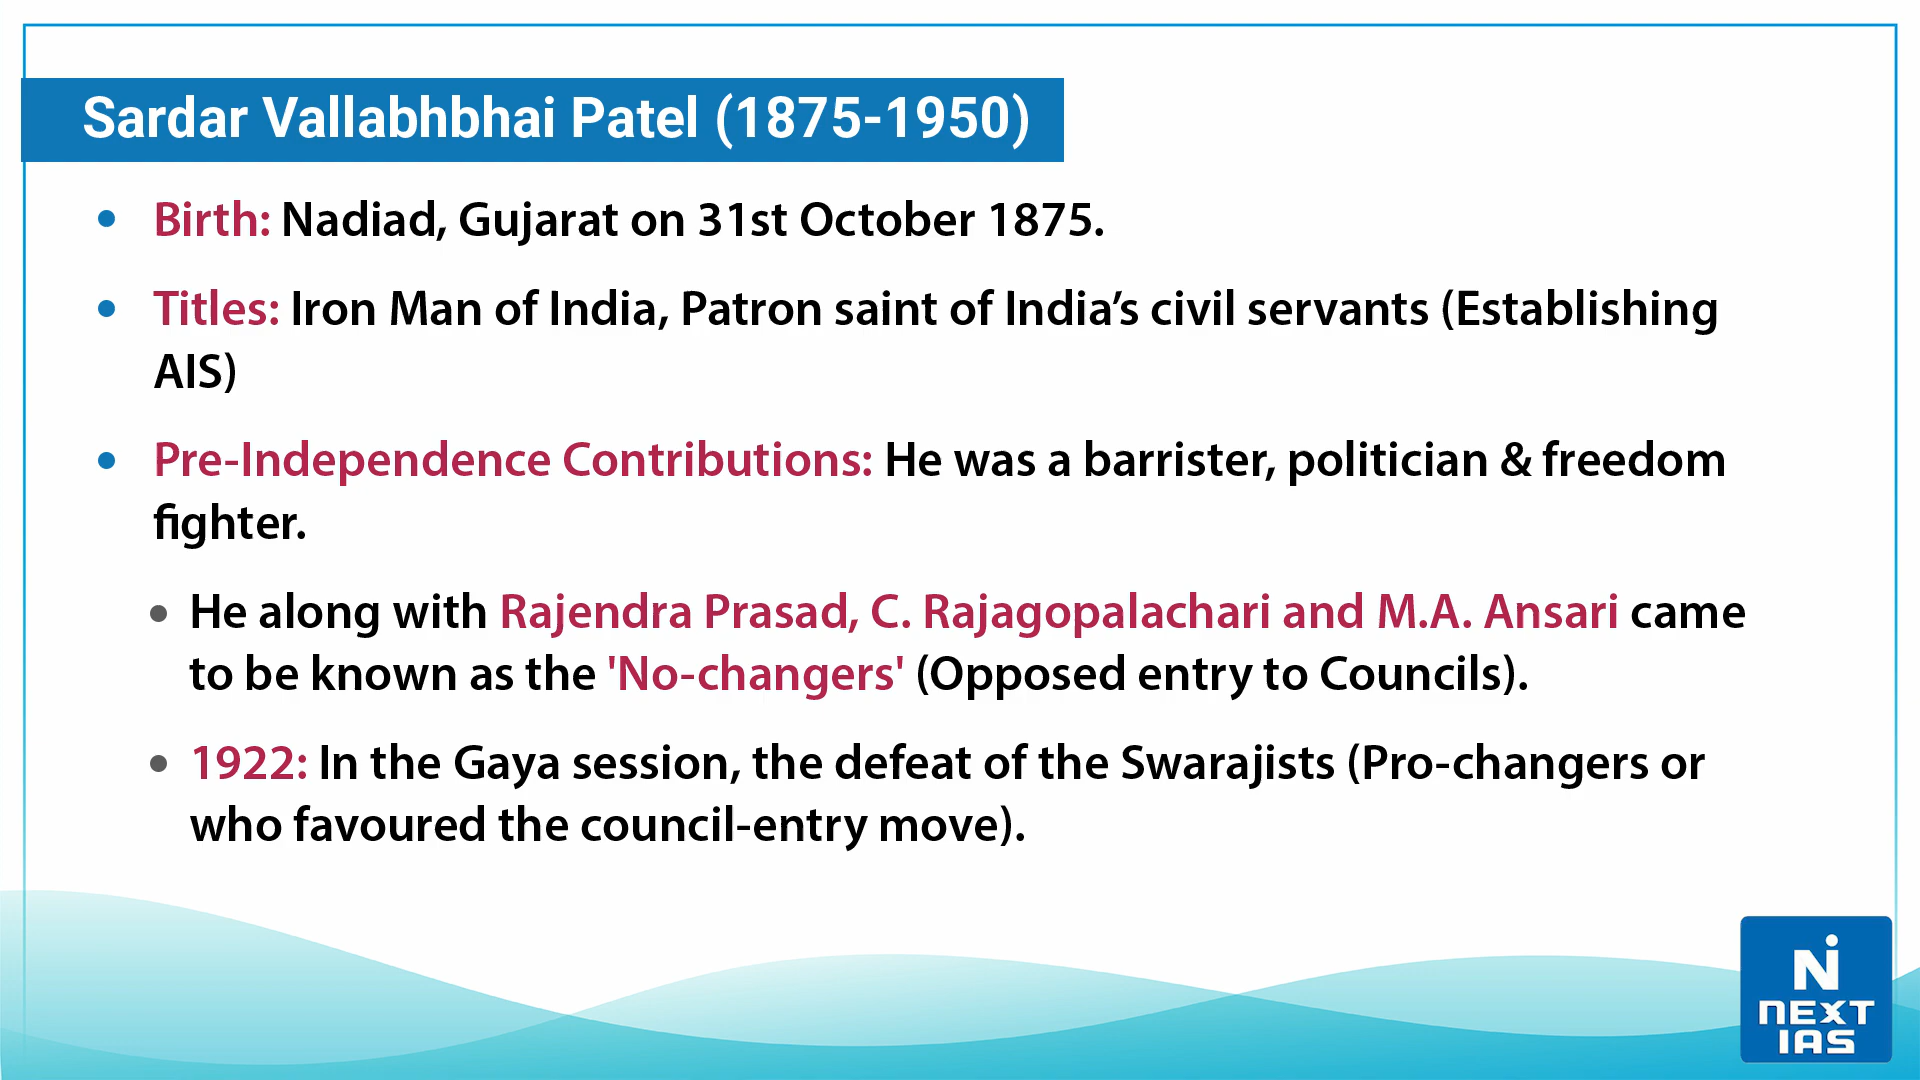 Sardar Vallabhbhai Patel (1875-1950)
• Birth: Nadiad, Gujarat on 31st October 1875.
• Titles: Iron Man of India, Patron saint of India’s civil servants (Establishing
AIS)
• Pre-Independence Contributions: He was a barrister, politician & freedom
fighter.
• He along with Rajendra Prasad, C. Rajagopalachari and M.A. Ansari came
to be known as the 'No-changers' (Opposed entry to Councils).
• 1922: In the Gaya session, the defeat of the Swarajists (Pro-changers or
who favoured the council-entry move).
N
NEXT
IAS